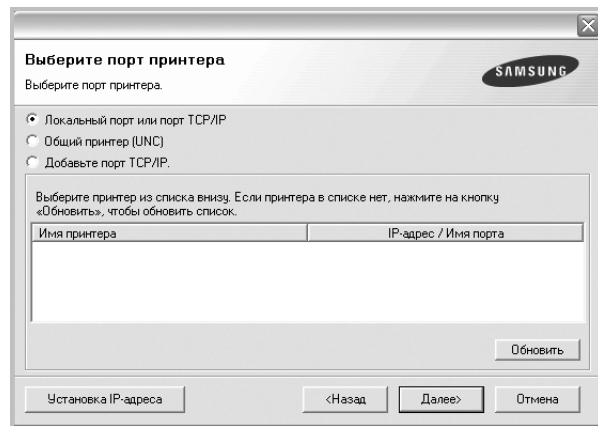 Выберите порт принтера
Выберите порт принтера.
SAMSUNG
Локальный порт или порт TCP/IP
Общий принтер (UNC)
Добавьте порт TCP/IP.
Выберите принтер из списка внизу. Если принтера в списке нет, нажмите на кнопку
«Обновить», чтобы обновить список.
Имя принтера IP-адрес / Имя порта
Обновить
Установка IP-адреса <Назад Далее> Отмена